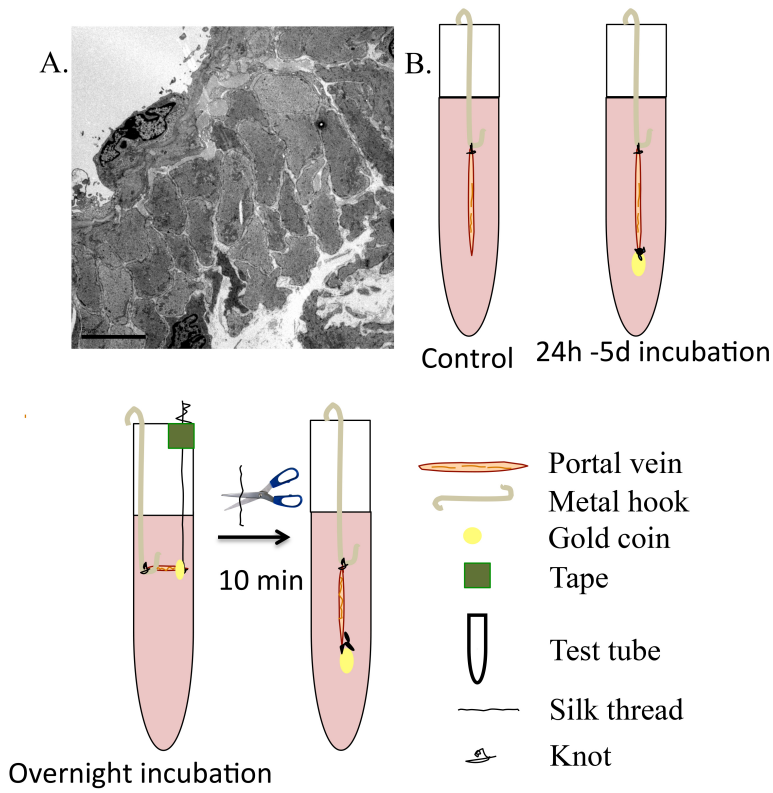 A.
B.
Control
24h -5d incubation
10 min
Overnight incubation
Portal vein
Metal hook
Gold coin
Tape
Test tube
Silk thread
Knot